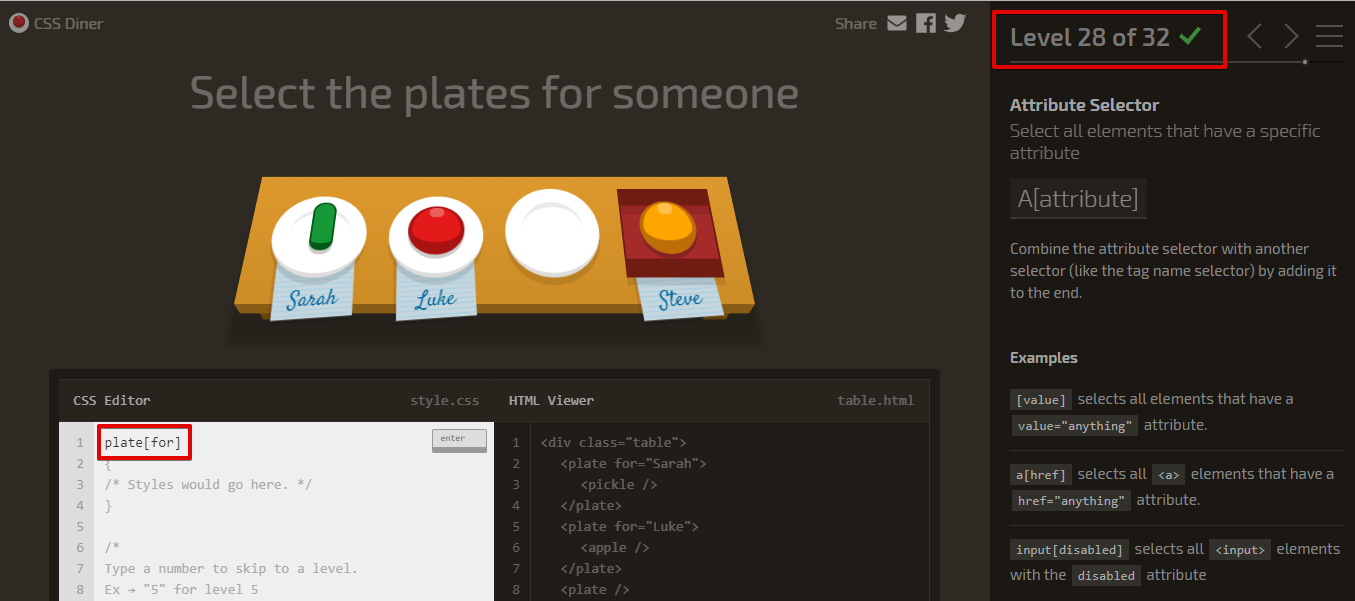 CSS Diner
Share
Select the plates for someone
Sarah
Luke
Steve
CSS Editor
style.css
HTML Viewer
table.html
1 plate[for]
enter
2 {
3 /* Styles would go here. */
4 }
5
6 /*
7 Type a number to skip to a level.
8 Ex → "5" for level 5
1 <div class="table">
2 <plate for="Sarah">
3 <pickle />
4 </plate>
5 <plate for="Luke">
6 <apple />
7 </plate>
8 <plate />
Level 28 of 32 ✓
Attribute Selector
Select all elements that have a specific
attribute
A[attribute]
Combine the attribute selector with another
selector (like the tag name selector) by adding it
to the end.
Examples
[value] selects all elements that have a
value="anything" attribute.
a[href] selects all <a> elements that have a
href="anything" attribute.
input[disabled] selects all <input> elements
with the disabled attribute